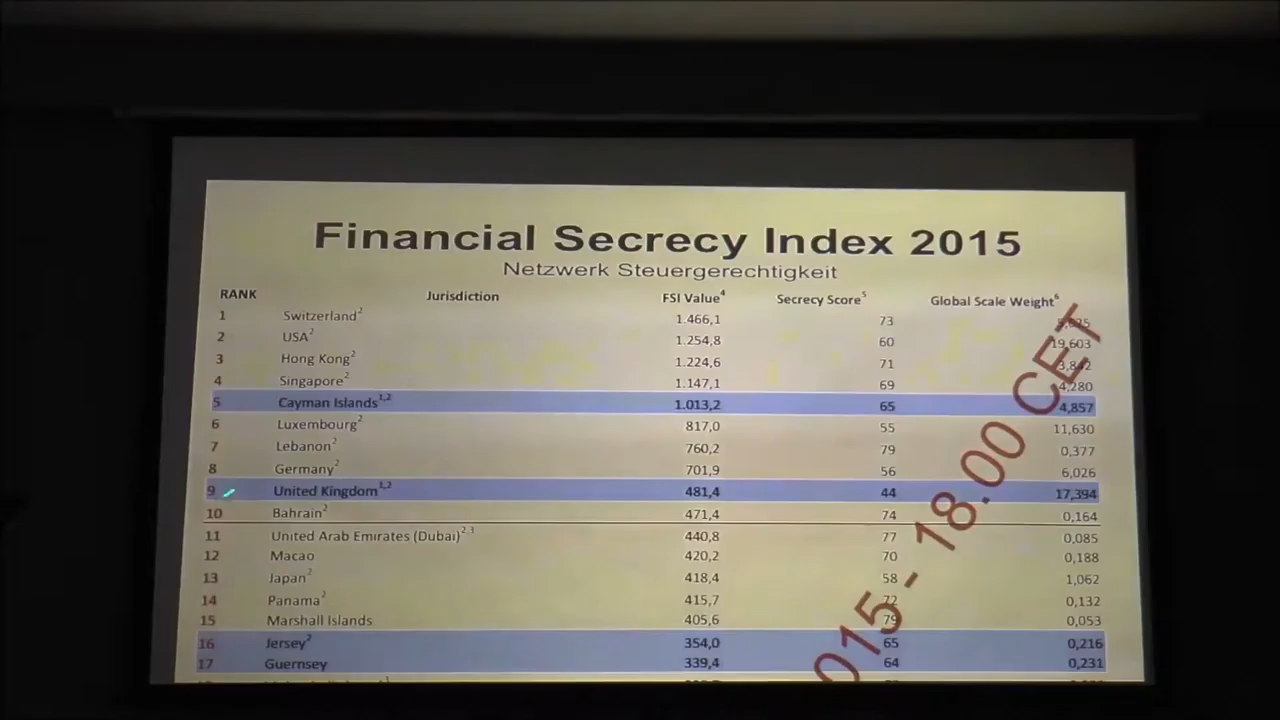 Financial Secrecy Index 2015
Netzwerk Steuergerechtigkeit
RANK Jurisdiction FSI Value4 Secrecy Score5 Global Scale Weight6
1 Switzerland2 1.466,1 73
2 USA2 1.254,8 60 19,603
3 Hong Kong2 1.224,6 71 3,842
4 Singapore2 1.147,1 69 4,280
5 Cayman Islands1,2 1.013,2 65 4,857
6 Luxembourg2 817,0 55 11,630
7 Lebanon2 760,2 79 0,377
8 Germany2 701,9 56 6,026
9 United Kingdom1,2 481,4 44 17,394
10 Bahrain2 471,4 74 0,164
11 United Arab Emirates (Dubai)2,3 440,8 77 0,085
12 Macao 420,2 70 0,188
13 Japan2 418,4 58 1,062
14 Panama2 415,7 72 0,132
15 Marshall Islands 405,6 79 0,053
16 Jersey2 354,0 65 0,216
17 Guernsey 339,4 64 0,231
015 - 18.00 CET